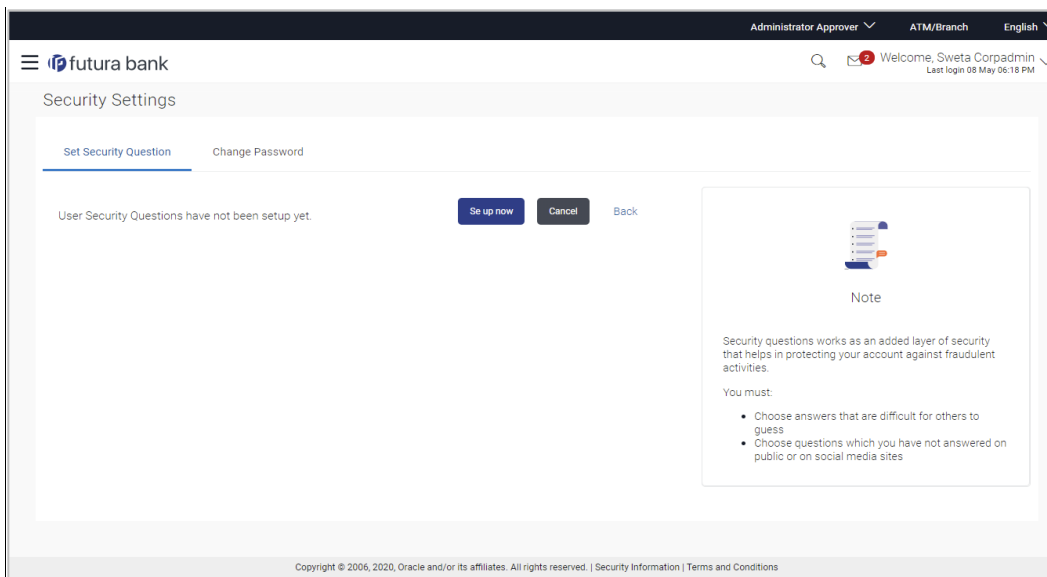 Administrator Approver ATM/Branch English
futura bank
2 Welcome, Sweta Corpadmin
Last login 08 May 06:18 PM
Security Settings
Set Security Question Change Password
User Security Questions have not been setup yet. Se up now Cancel Back
Note
Security questions works as an added layer of security
that helps in protecting your account against fraudulent
activities.
You must:
• Choose answers that are difficult for others to
guess
• Choose questions which you have not answered on
public or on social media sites
Copyright © 2006, 2020, Oracle and/or its affiliates. All rights reserved. | Security Information | Terms and Conditions